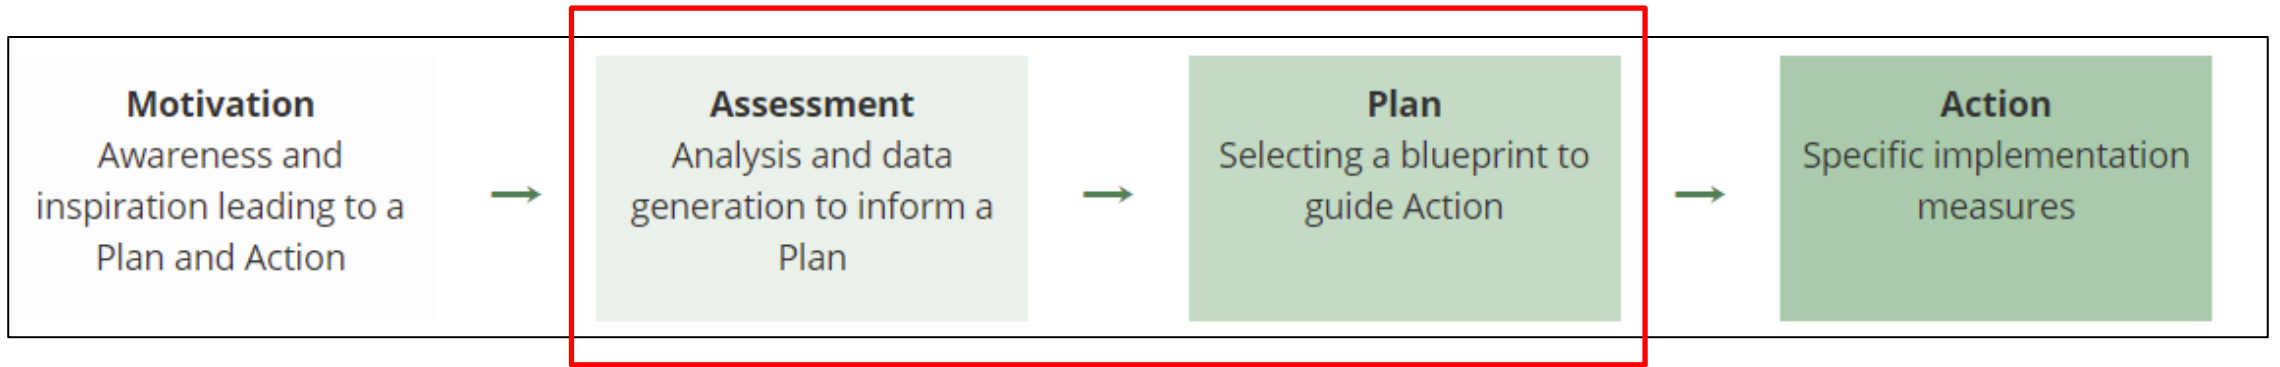 Motivation
Awareness and
inspiration leading to a
Plan and Action
→
Assessment
Analysis and data
generation to inform a
Plan
→
Plan
Selecting a blueprint to
guide Action
→
Action
Specific implementation
measures